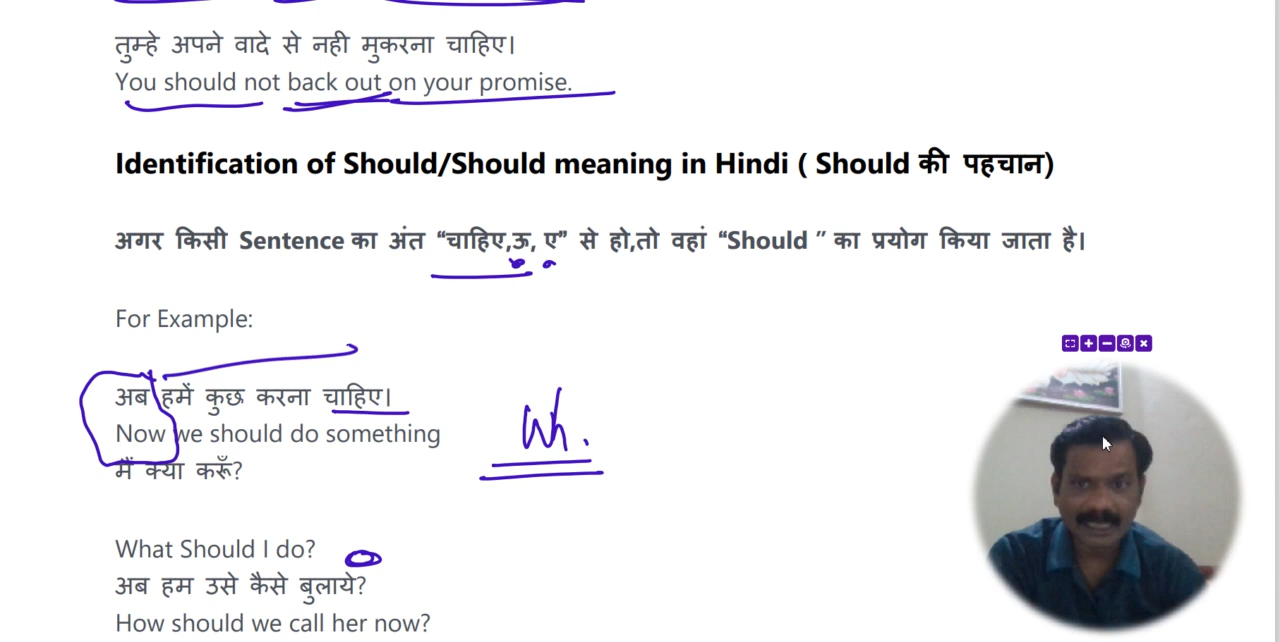 तुम्हे अपने वादे से नही मुकरना चाहिए।
You should not back out on your promise.
Identification of Should/Should meaning in Hindi ( Should की पहचान)
अगर किसी Sentence का अंत “चाहिए,ऊ, ए” से हो,तो वहां “Should ” का प्रयोग किया जाता है।
For Example:
अब हमें कुछ करना चाहिए।
Now we should do something
मैं क्या करूँ?
Wh.
What Should I do?
अब हम उसे कैसे बुलाये?
How should we call her now?